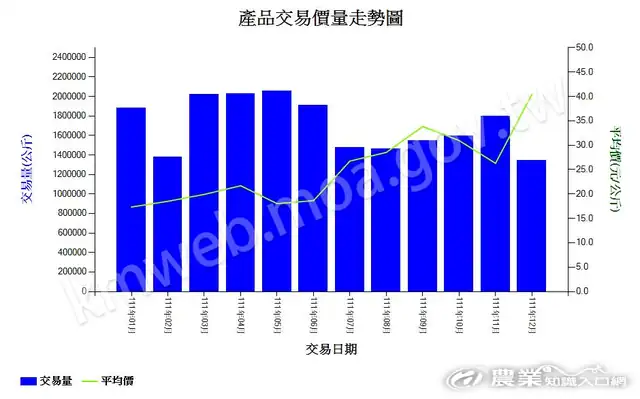 產品交易價量走勢圖
2400000
2200000
2000000
1800000
1600000
1400000
1200000
1000000
800000
600000
400000
200000
0
交易量(公斤)
50.0
45.0
40.0
35.0
30.0
25.0
20.0
15.0
10.0
5.0
0.0
平均價(元/公斤)
111年01月
111年02月
111年03月
111年04月
111年05月
111年06月
111年07月
111年08月
111年09月
111年10月
111年11月
111年12月
交易日期
交易量
平均價
kmweb.moa.gov.tw
農業知識入口網